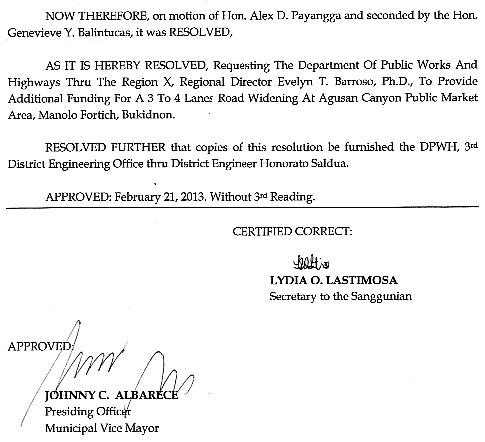 NOW THEREFORE, on motion of Hon. Alex D. Payangga and seconded by the Hon.
Genevieve Y. Balintucas, it was RESOLVED,
AS IT IS HEREBY RESOLVED, Requesting The Department Of Public Works And
Highways Thru The Region X, Regional Director Evelyn T. Barroso, Ph.D., To Provide
Additional Funding For A 3 To 4 Lanes Road Widening At Agusan Canyon Public Market
Area, Manolo Fortich, Bukidnon.
RESOLVED FURTHER that copies of this resolution be furnished the DPWH, 3rd
District Engineering Office thru District Engineer Honorato Saldua.
APPROVED: February 21, 2013. Without 3rd Reading.
CERTIFIED CORRECT:
LYDIA O. LASTIMOSA
Secretary to the Sanggunian
APPROVED:
JOHNNY C. ALBARECE
Presiding Officer
Municipal Vice Mayor